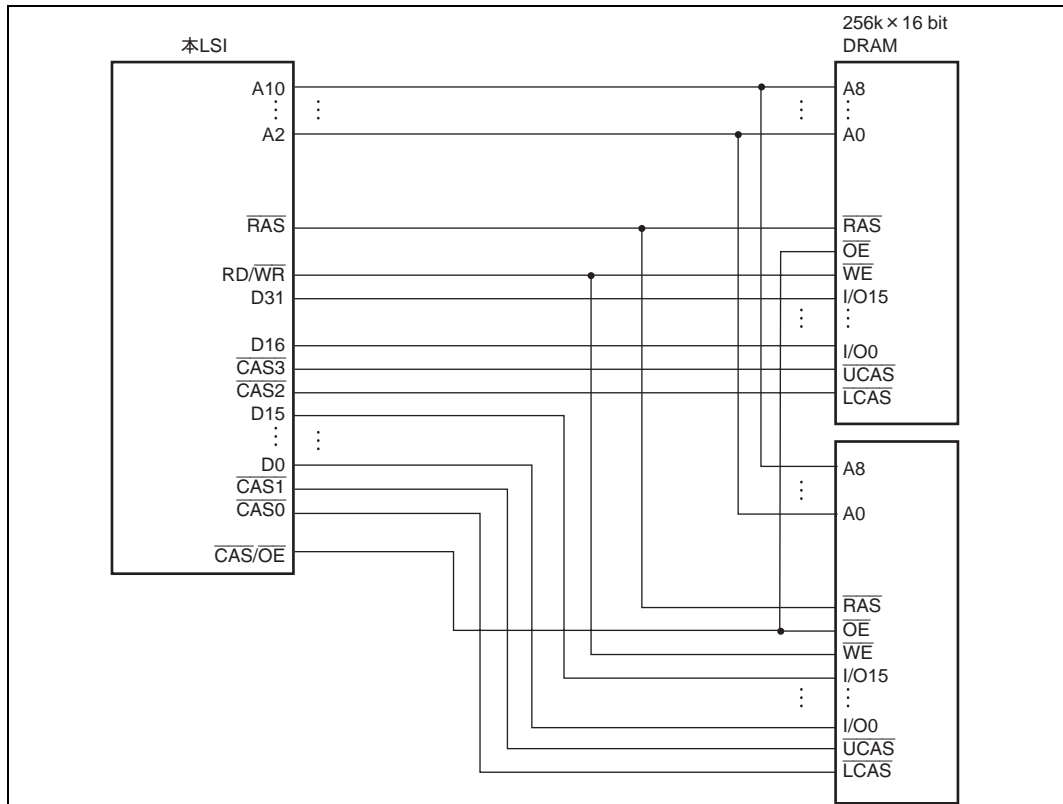 本LSI
A10
A2
RAS
RD/WR
D31
D16
CAS3
CAS2
D15
D0
CAS1
CAS0
CAS/OE
256k×16 bit
DRAM
A8
A0
RAS
OE
WE
I/O15
I/O0
UCAS
LCAS
A8
A0
RAS
OE
WE
I/O15
I/O0
UCAS
LCAS